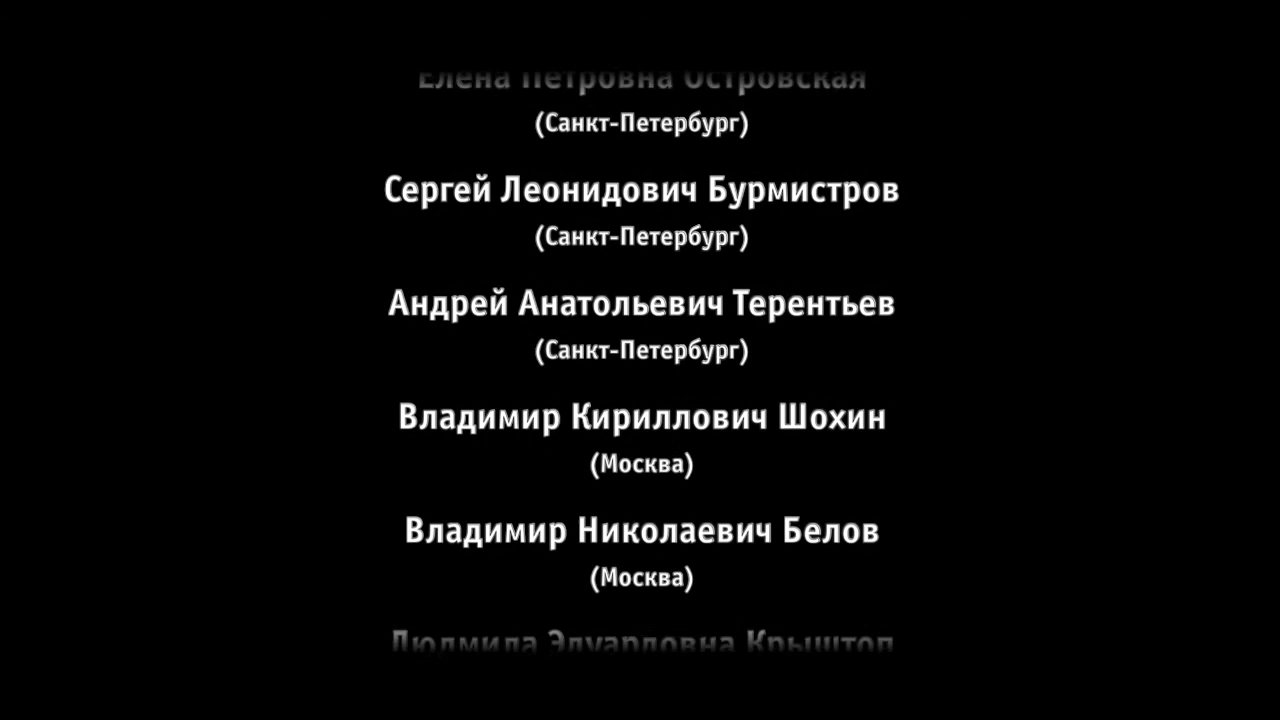 Елена Петровна Островская
(Санкт-Петербург)
Сергей Леонидович Бурмистров
(Санкт-Петербург)
Андрей Анатольевич Терентьев
(Санкт-Петербург)
Владимир Кириллович Шохин
(Москва)
Владимир Николаевич Белов
(Москва)
Людмила Эдуардовна Крыштоп